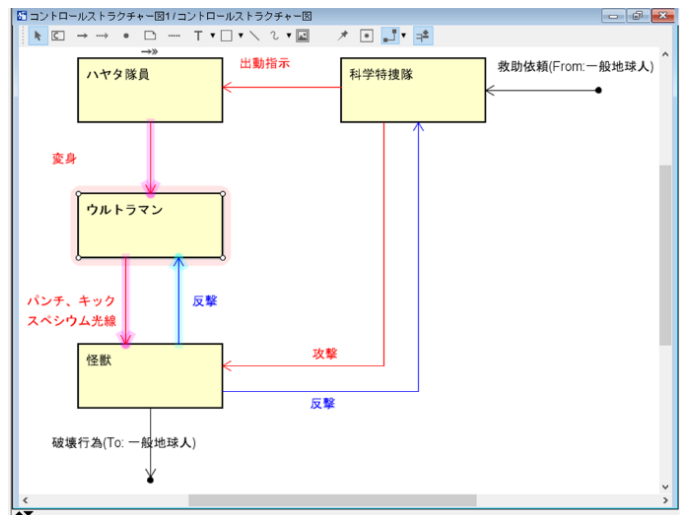 コントロールストラクチャー図1/コントロールストラクチャー図
ハヤタ隊員
出動指示
科学特捜隊
救助依頼(From:一般地球人)
変身
ウルトラマン
パンチ、キック
スペシウム光線
反撃
怪獣
攻撃
反撃
破壊行為(To: 一般地球人)